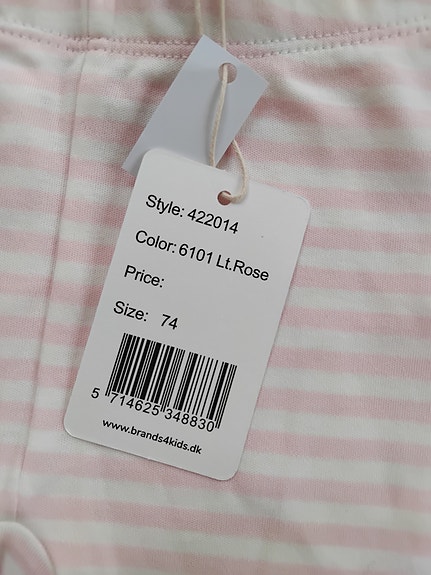 Style: 422014
Color: 6101 Lt.Rose
Price:
Size: 74
5 714625 348830
www.brands4kids.dk